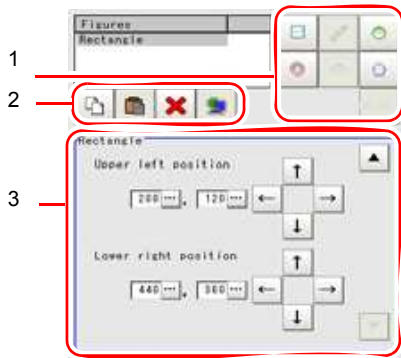 Figures
Rectangle
1
2
Rectangle
3
Upper left position
200 ..., 120 ...
Lower right position
440 ..., 360 ...